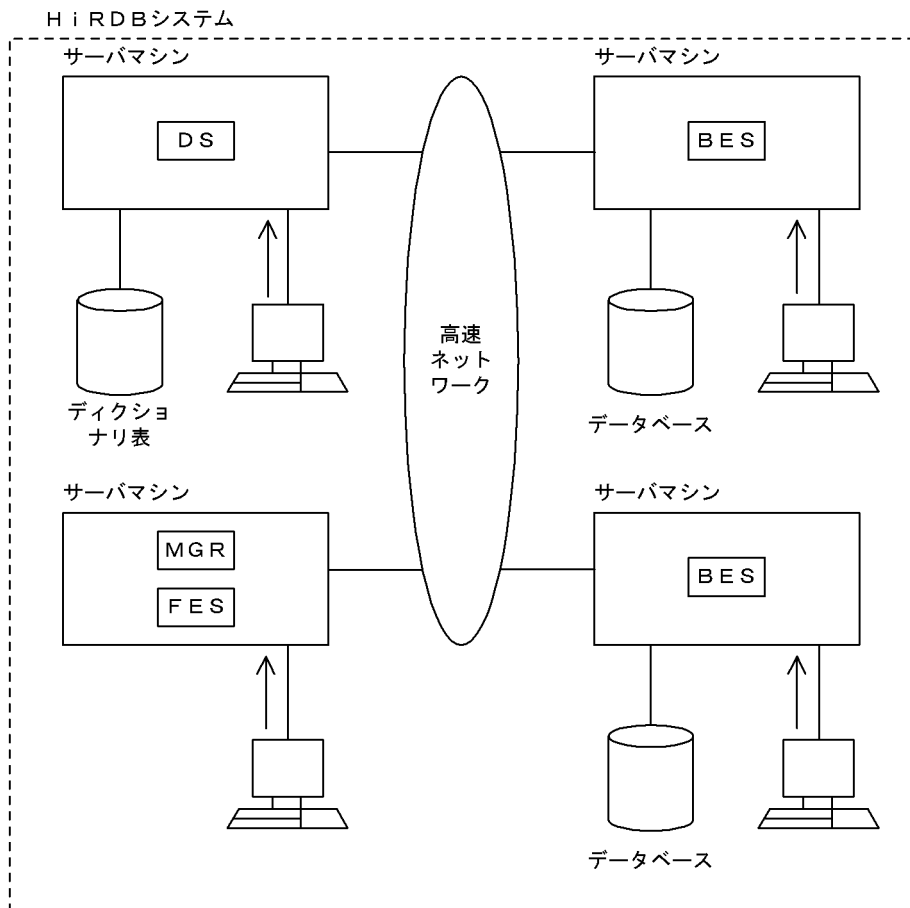 ＨｉＲＤＢシステム
サーバマシン
ＤＳ
ディクショ
ナリ表
サーバマシン
ＢＥＳ
データベース
高速
ネット
ワーク
サーバマシン
ＭＧＲ
ＦＥＳ
サーバマシン
ＢＥＳ
データベース